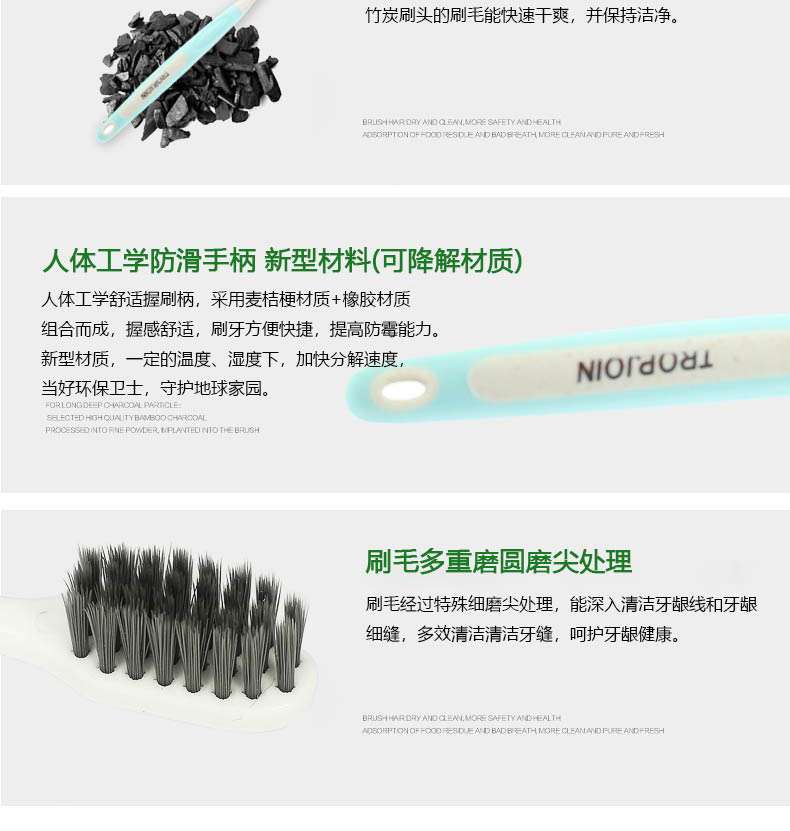 竹炭刷头的刷毛能快速干爽，并保持洁净。
TROPJOIN
BRUSH HAIR DRY AND CLEAN, MORE SAFETY AND HEALTH
ADSORPTION OF FOOD RESIDUE AND BAD BREATH, MORE CLEAN AND PURE AND FRESH
人体工学防滑手柄 新型材料(可降解材质)
人体工学舒适握刷柄，采用麦桔梗材质+橡胶材质
组合而成，握感舒适，刷牙方便快捷，提高防霉能力。
新型材质，一定的温度、湿度下，加快分解速度，
当好环保卫士，守护地球家园。
FOR LONG DEEP CHARCOAL PARTICLE:
SELECTED HIGH QUALITY BAMBOO CHARCOAL
PROCESSED INTO FINE POWDER, IMPLANTED INTO THE BRUSH
TROPJOIN
刷毛多重磨圆磨尖处理
刷毛经过特殊细磨尖处理，能深入清洁牙龈线和牙龈
细缝，多效清洁清洁牙缝，呵护牙龈健康。
BRUSH HAIR DRY AND CLEAN, MORE SAFETY AND HEALTH
ADSORPTION OF FOOD RESIDUE AND BAD BREATH, MORE CLEAN AND PURE AND FRESH